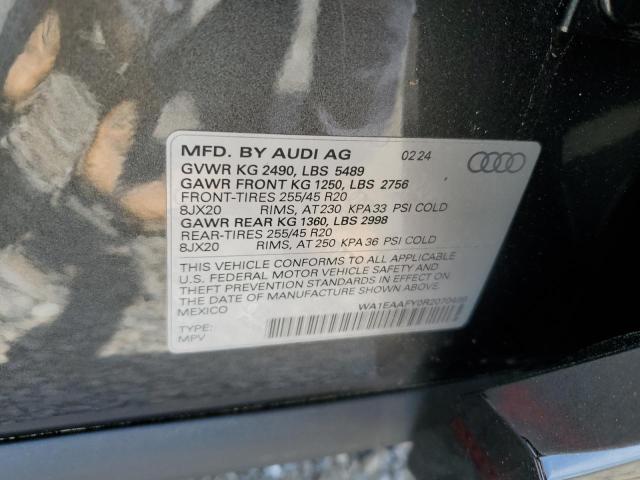 MFD. BY AUDI AG 02 24
GVWR KG 2490, LBS 5489
GAWR FRONT KG 1250, LBS 2756
FRONT-TIRES 255/45 R20
8JX20 RIMS, AT 230 KPA 33 PSI COLD
GAWR REAR KG 1360, LBS 2998
REAR-TIRES 255/45 R20
8JX20 RIMS, AT 250 KPA 36 PSI COLD
THIS VEHICLE CONFORMS TO ALL APPLICABLE
U.S. FEDERAL MOTOR VEHICLE SAFETY AND
THEFT PREVENTION STANDARDS IN EFFECT ON
THE DATE OF MANUFACTURE SHOWN ABOVE.
MEXICO
TYPE:
MPV